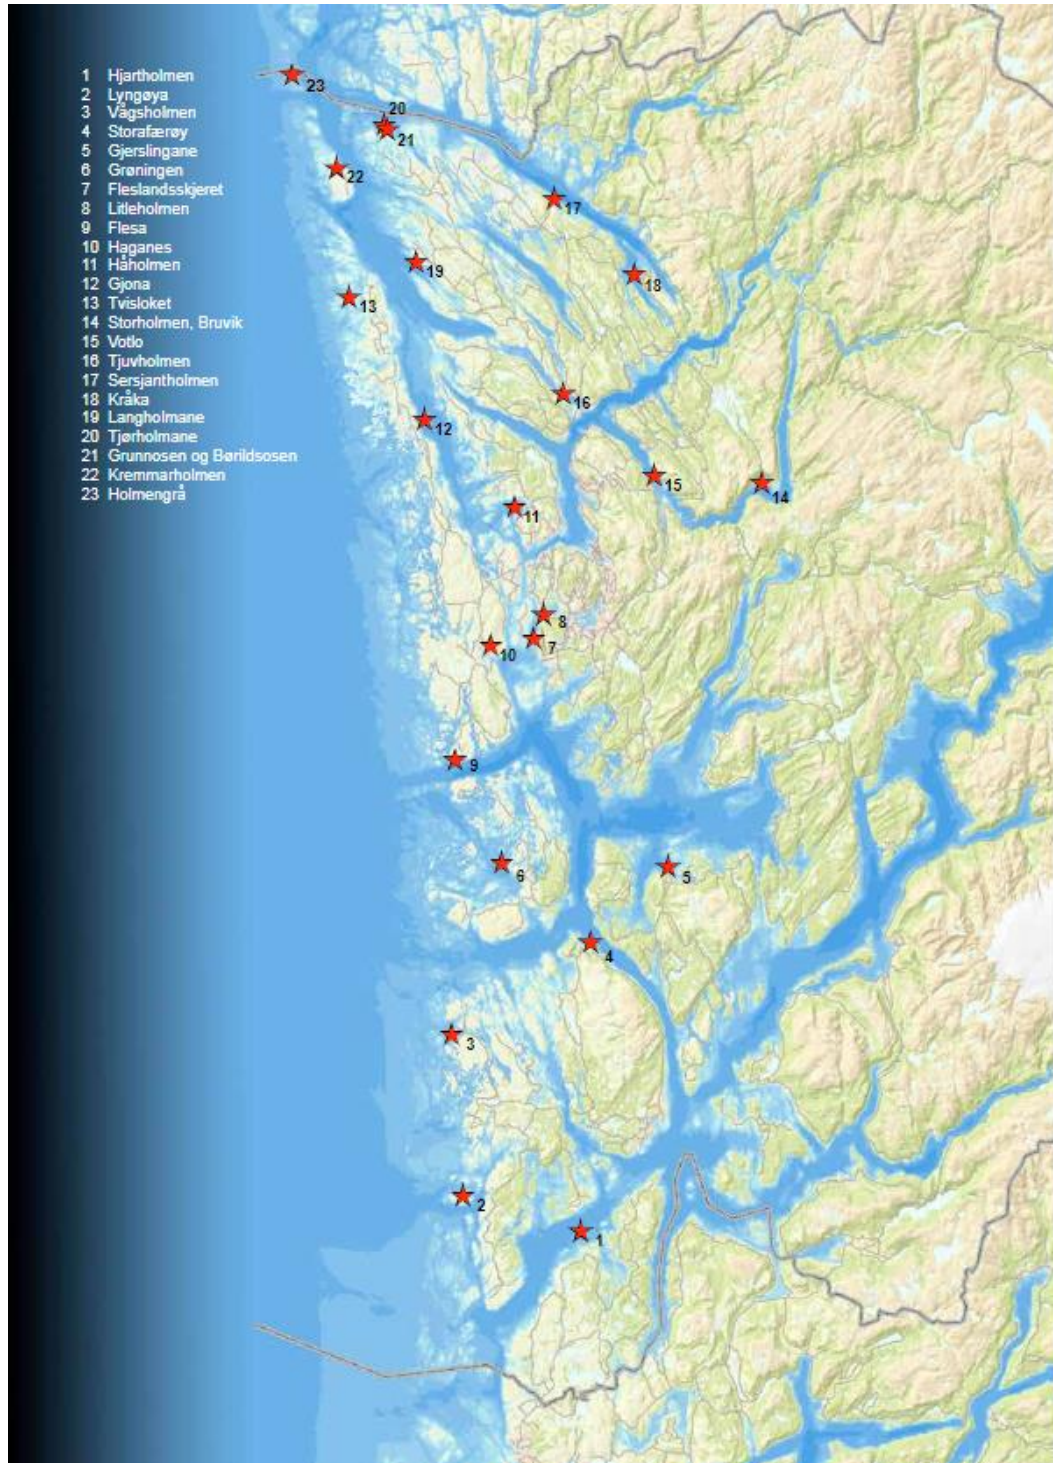 1 Hjartholmen
2 Lyngøya
3 Vågsholmen
4 Storafærøy
5 Gjerslingane
6 Grøningen
7 Fleslandsskjeret
8 Litleholmen
9 Flesa
10 Haganes
11 Håholmen
12 Gjona
13 Tvisloket
14 Storholmen, Bruvik
15 Votlo
16 Tjuvholmen
17 Sersjantholmen
18 Kråka
19 Langholmane
20 Tjørholmane
21 Grunnosen og Børildsosen
22 Kremmarholmen
23 Holmengrå
23
20
21
22
17
19
18
13
16
12
15
14
11
8
7
10
9
6
5
4
3
2
1